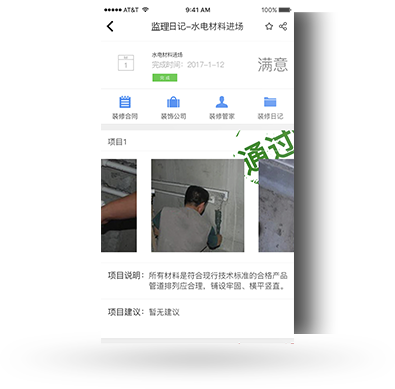 AT&T 9:41 AM 100%
监理日记-水电材料进场
水电材料进场
1
完成时间：2017-1-12
满意
装修合同 装饰公司 装修管家 装修日记
项目1
通过
项目说明： 所有材料是符合现行技术标准的合格产品
管道排列应合理，铺设牢固、横平竖直。
项目建议： 暂无建议